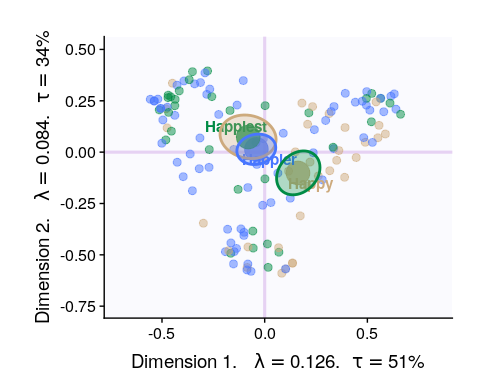 0.50
0.25
0.00
-0.25
-0.50
-0.75
-0.5
0.0
0.5
Happiest
Happier
Happy
Dimension 2. λ = 0.084. τ = 34%
Dimension 1. λ = 0.126. τ = 51%